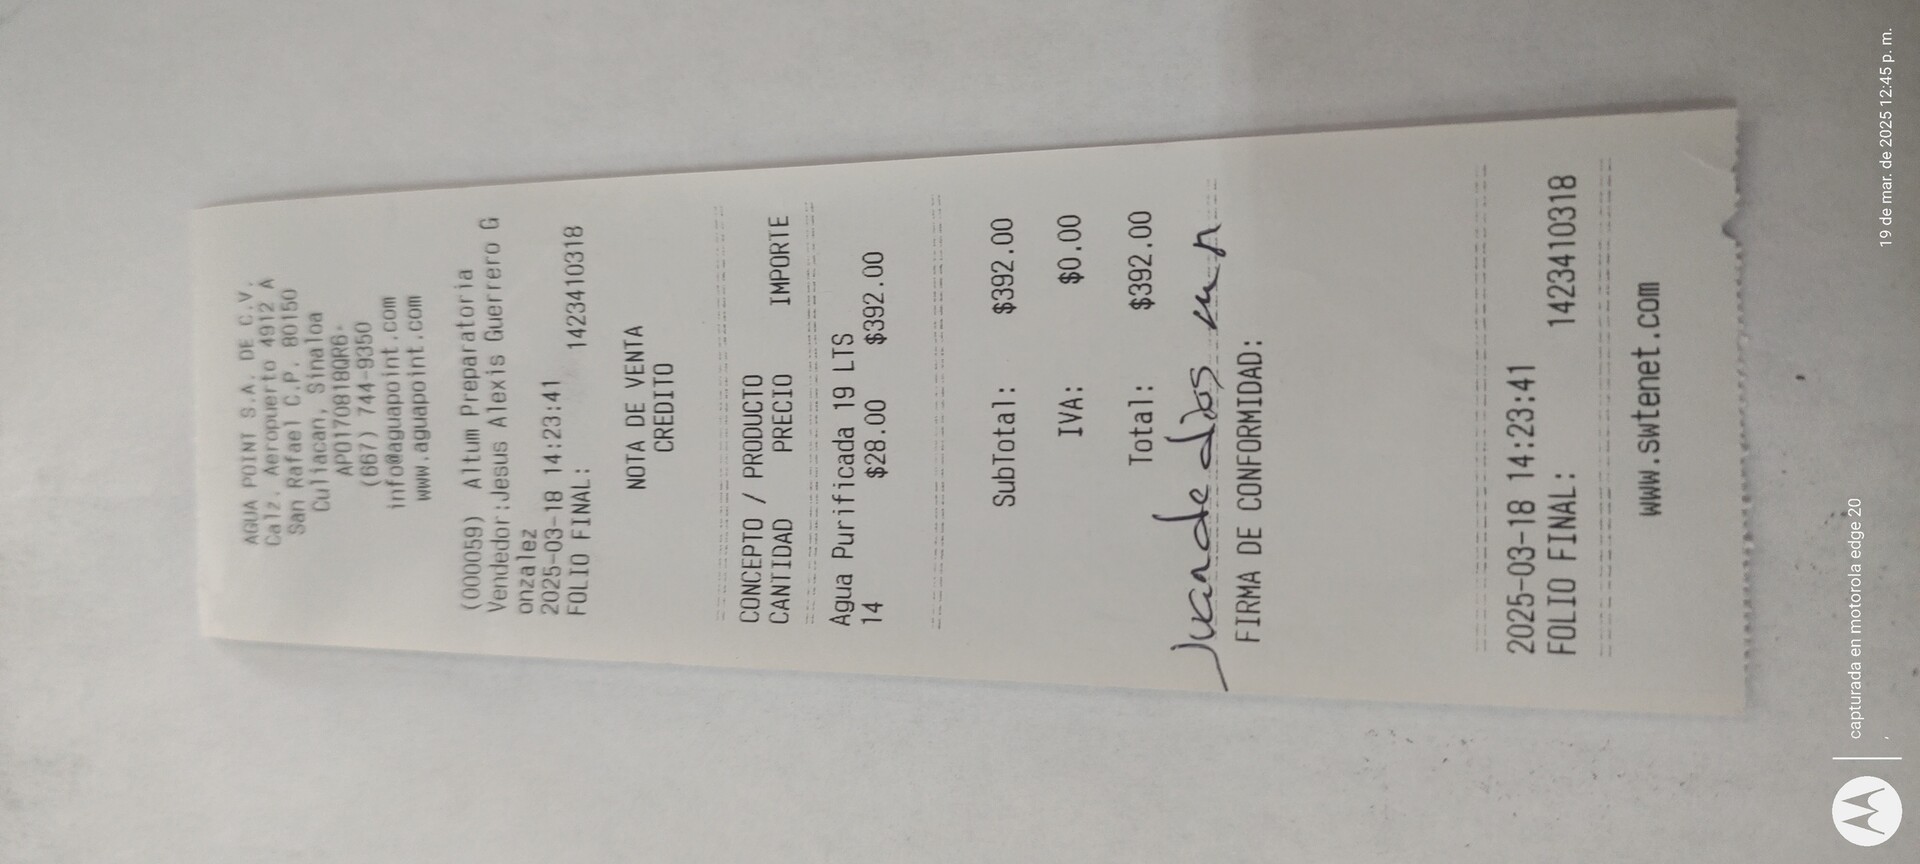 AGUA POINT S.A. DE C.V.
Calz. Aeropuerto 4912 A
San Rafael C.P. 80150
Culiacan, Sinaloa
APO170818QR6
(667) 744-9350
info@aguapoint.com
www.aguapoint.com
(000059) Altum Preparatoria
Vendedor:Jesus Alexis Guerrero G
onzalez
2025-03-18 14:23:41
FOLIO FINAL: 1423410318
NOTA DE VENTA
CREDITO
CONCEPTO / PRODUCTO
CANTIDAD PRECIO IMPORTE
Agua Purificada 19 LTS
14 $28.00 $392.00
SubTotal: $392.00
IVA: $0.00
Total: $392.00
FIRMA DE CONFORMIDAD:
2025-03-18 14:23:41
FOLIO FINAL: 1423410318
www.swtenet.com
capturada en motorola edge 20
19 de mar. de 2025 12:45 p. m.